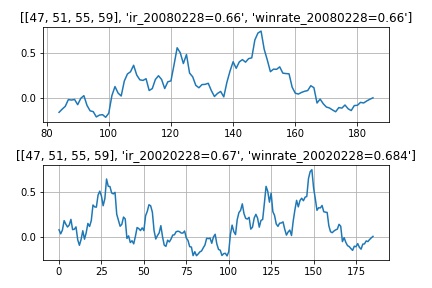 [[47, 51, 55, 59], 'ir_20080228=0.66', 'winrate_20080228=0.66']
0.5
0.0
80 100 120 140 160 180
[[47, 51, 55, 59], 'ir_20020228=0.67', 'winrate_20020228=0.684']
0.5
0.0
0 25 50 75 100 125 150 175